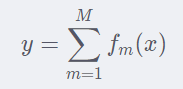 y = \sum_{m=1}^{M} f_m(x)